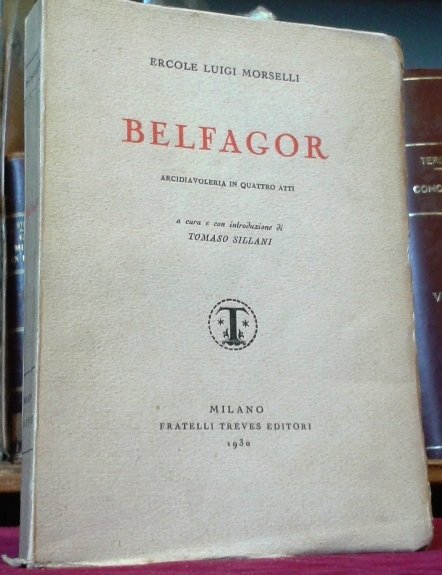 ERCOLE LUIGI MORSELLI
BELFAGOR
ARCIDIAVOLERIA IN QUATTRO ATTI
a cura e con introduzione di
TOMASO SILLANI
T
MILANO
FRATELLI TREVES EDITORI
1930